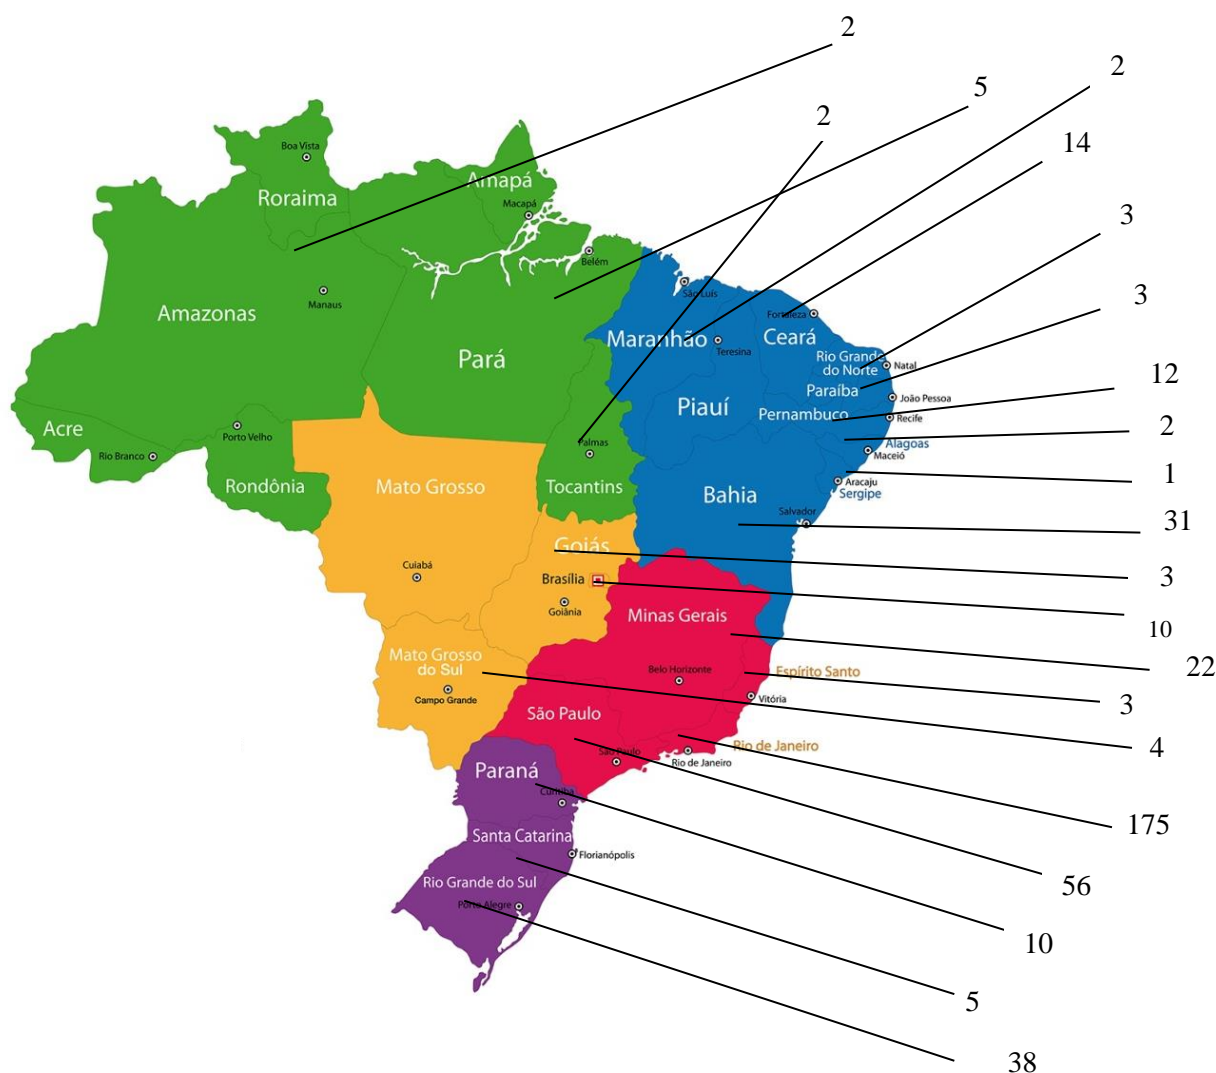 2
2
5
2
14
Boa Vista
Amapá
Roraima
Macapá
3
Belém
São Luís
3
Manaus
Amazonas
Fortaleza
Maranhão
Ceará
Teresina
Pará
Rio Grande
do Norte
Natal
12
Paraíba
João Pessoa
Piauí
Pernambuco
Recife
2
Acre
Porto Velho
Palmas
Alagoas
Maceió
Rio Branco
1
Rondônia
Mato Grosso
Tocantins
Bahia
Aracaju
Sergipe
Salvador
31
Goiás
Cuiabá
Brasília
3
Goiânia
Minas Gerais
10
Mato Grosso
do Sul
Belo Horizonte
Espírito Santo
22
Campo Grande
Vitória
3
São Paulo
Rio de Janeiro
4
São Paulo
Rio de Janeiro
Paraná
Curitiba
175
Santa Catarina
Florianópolis
56
Rio Grande do Sul
Porto Alegre
10
5
38